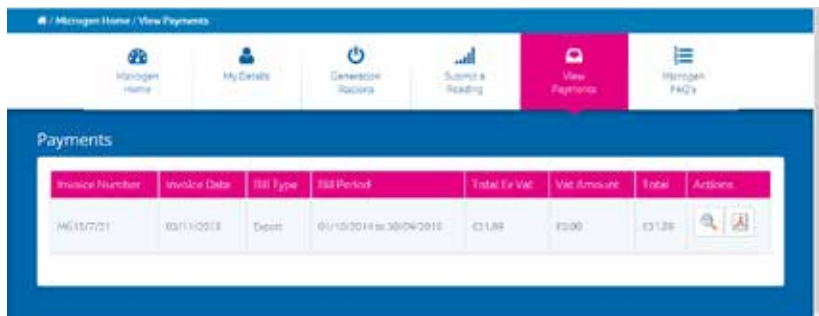 / Microgen Home / View Payments
Microgen Home
My Details
Generation Stations
Submit a Reading
View Payments
Microgen FAQ's
Payments
Invoice Number Invoice Date Bill Type Bill Period Total Ex Vat Vat Amount Total Actions
Export £0.00